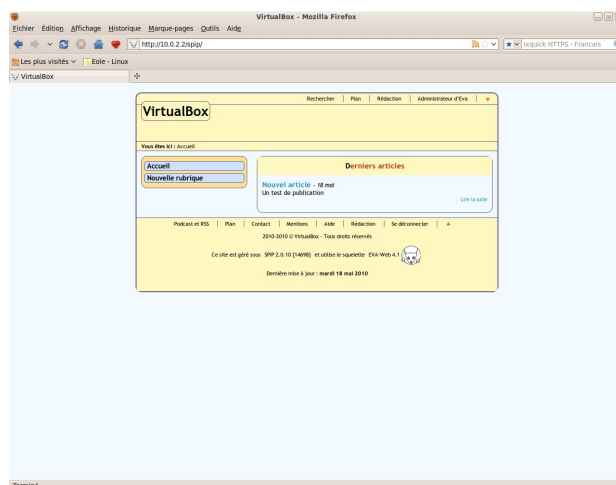 VirtualBox - Mozilla Firefox
Fichier Édition Affichage Historique Marque-pages Outils Aide
http://10.0.2.2/spip/
Ixquick HTTPS - Francais
Les plus visités Eole - Linux
VirtualBox
Rechercher | Plan | Rédaction | Administrateur d'Eva |
VirtualBox
Vous êtes ici : Accueil
Accueil
Nouvelle rubrique
Derniers articles
Nouvel article - 18 mai
Un test de publication
Lire la suite
Podcast et RSS | Plan | Contact | Mentions | Aide | Rédaction | Se déconnecter |
2010-2010 © VirtualBox - Tous droits réservés
Ce site est géré sous SPIP 2.0.10 [14698] et utilise le squelette EVA-Web 4.1
Dernière mise à jour : mardi 18 mai 2010
Terminé